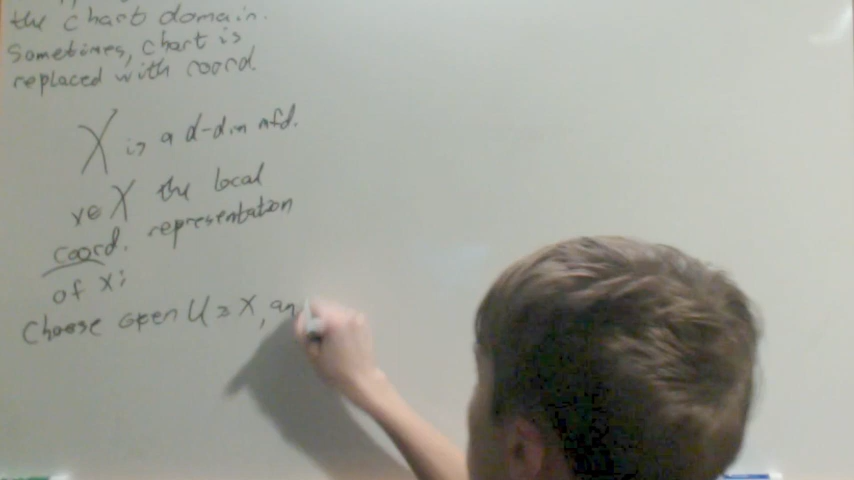 the chart domain.
Sometimes, chart is
replaced with coord.
X is a d-dim mfd.
x∈X the local
coord. representation
of x:
Choose open U∋x, an